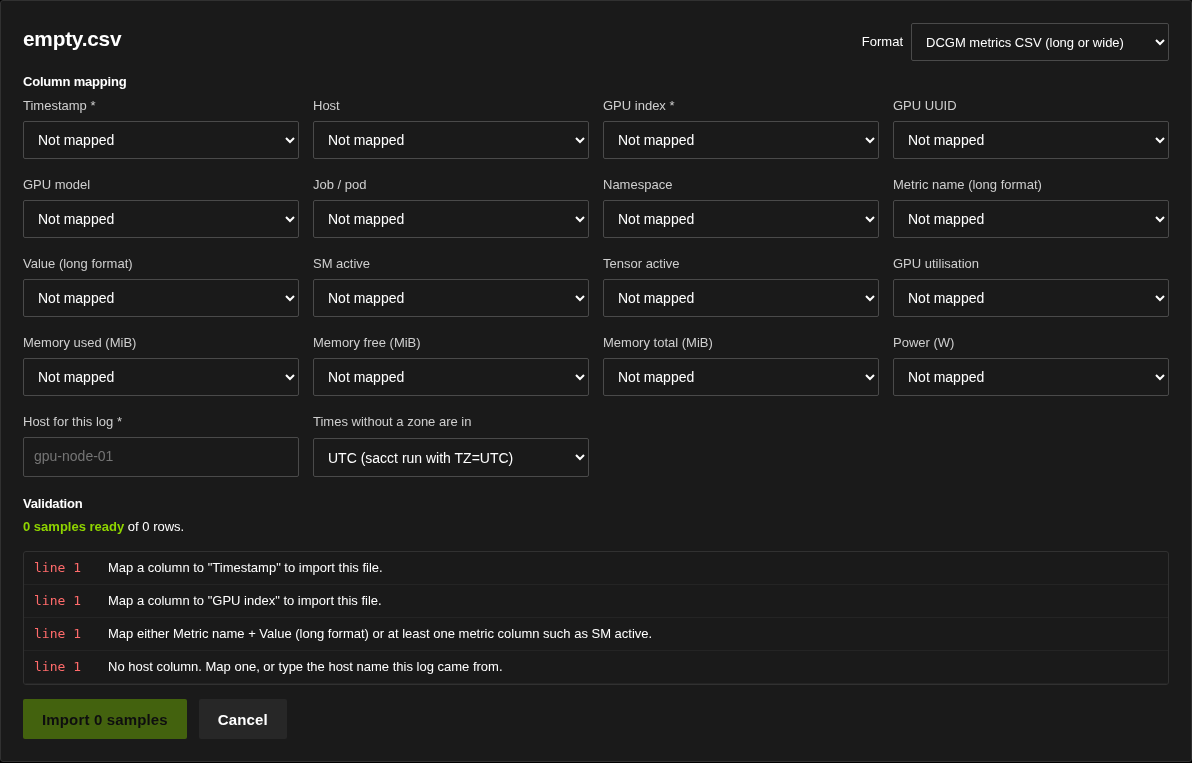 empty.csv
Format
DCGM metrics CSV (long or wide)
Column mapping
Timestamp * Host GPU index * GPU UUID
Not mapped Not mapped Not mapped Not mapped
GPU model Job / pod Namespace Metric name (long format)
Not mapped Not mapped Not mapped Not mapped
Value (long format) SM active Tensor active GPU utilisation
Not mapped Not mapped Not mapped Not mapped
Memory used (MiB) Memory free (MiB) Memory total (MiB) Power (W)
Not mapped Not mapped Not mapped Not mapped
Host for this log * Times without a zone are in
gpu-node-01 UTC (sacct run with TZ=UTC)
Validation
0 samples ready of 0 rows.
line 1 Map a column to "Timestamp" to import this file.
line 1 Map a column to "GPU index" to import this file.
line 1 Map either Metric name + Value (long format) or at least one metric column such as SM active.
line 1 No host column. Map one, or type the host name this log came from.
Import 0 samples Cancel